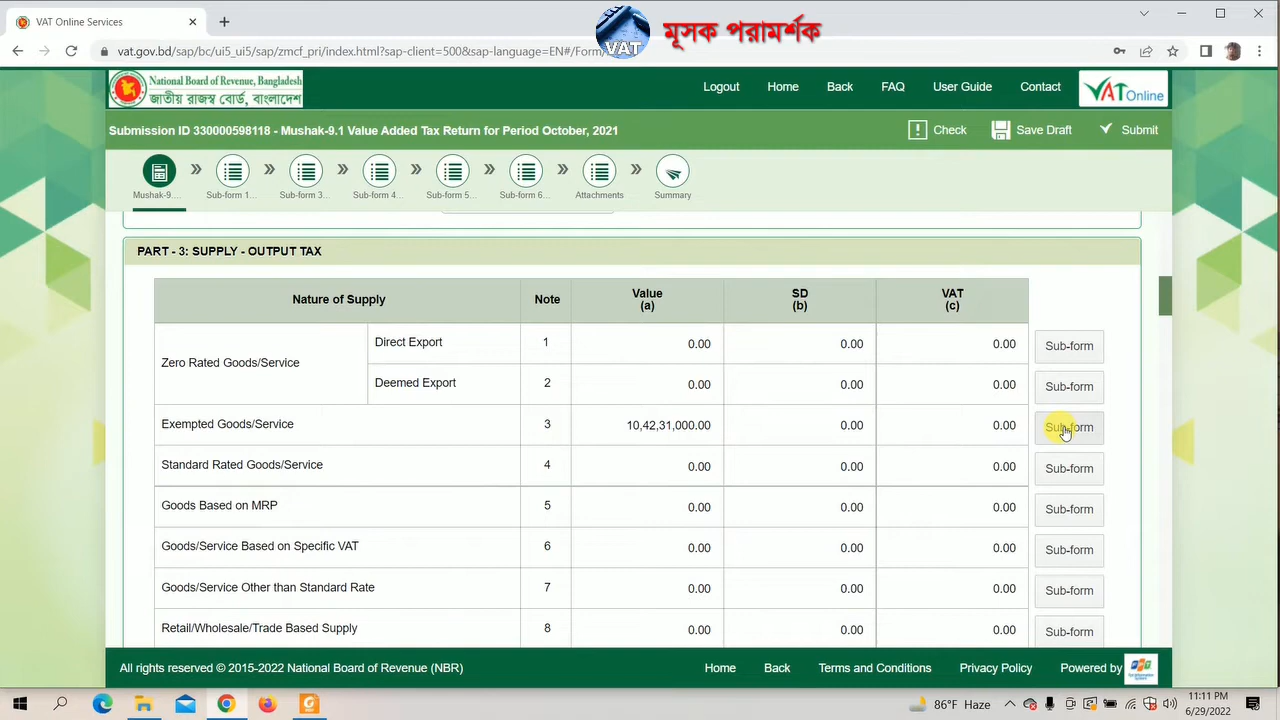 VAT Online Services
VAT
মূসক পরামর্শক
vat.gov.bd/sap/bc/ui5_ui5/sap/zmcf_pri/index.html?sap-client=500&sap-language=EN#/Form/
National Board of Revenue, Bangladesh
জাতীয় রাজস্ব বোর্ড, বাংলাদেশ
Logout Home Back FAQ User Guide Contact
VAT Online
Submission ID 330000598118 - Mushak-9.1 Value Added Tax Return for Period October, 2021
Check Save Draft Submit
Mushak-9.... Sub-form 1... Sub-form 3... Sub-form 4... Sub-form 5... Sub-form 6... Attachments Summary
PART - 3: SUPPLY - OUTPUT TAX
Nature of Supply Note Value (a) SD (b) VAT (c)
Zero Rated Goods/Service
Direct Export 1 0.00 0.00 0.00 Sub-form
Deemed Export 2 0.00 0.00 0.00 Sub-form
Exempted Goods/Service 3 10,42,31,000.00 0.00 0.00 Sub-form
Standard Rated Goods/Service 4 0.00 0.00 0.00 Sub-form
Goods Based on MRP 5 0.00 0.00 0.00 Sub-form
Goods/Service Based on Specific VAT 6 0.00 0.00 0.00 Sub-form
Goods/Service Other than Standard Rate 7 0.00 0.00 0.00 Sub-form
Retail/Wholesale/Trade Based Supply 8 0.00 0.00 0.00 Sub-form
All rights reserved © 2015-2022 National Board of Revenue (NBR) Home Back Terms and Conditions Privacy Policy Powered by
86°F Haze
11:11 PM
6/29/2022